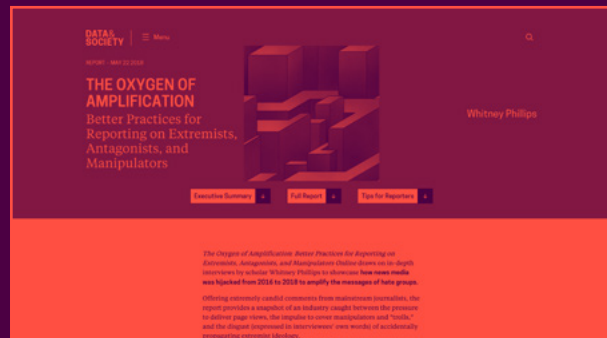 DATA&
SOCIETY
Menu
REPORT - MAY 22 2018
THE OXYGEN OF
AMPLIFICATION
Better Practices for
Reporting on Extremists,
Antagonists, and
Manipulators
Whitney Phillips
Executive Summary
Full Report
Tips for Reporters
The Oxygen of Amplification: Better Practices for Reporting on
Extremists, Antagonists, and Manipulators Online draws on in-depth
interviews by scholar Whitney Phillips to showcase how news media
was hijacked from 2016 to 2018 to amplify the messages of hate groups.
Offering extremely candid comments from mainstream journalists, the
report provides a snapshot of an industry caught between the pressure
to deliver page views, the impulse to cover manipulators and "trolls,"
and the disgust (expressed in interviewees' own words) of accidentally
propagating extremist ideology.